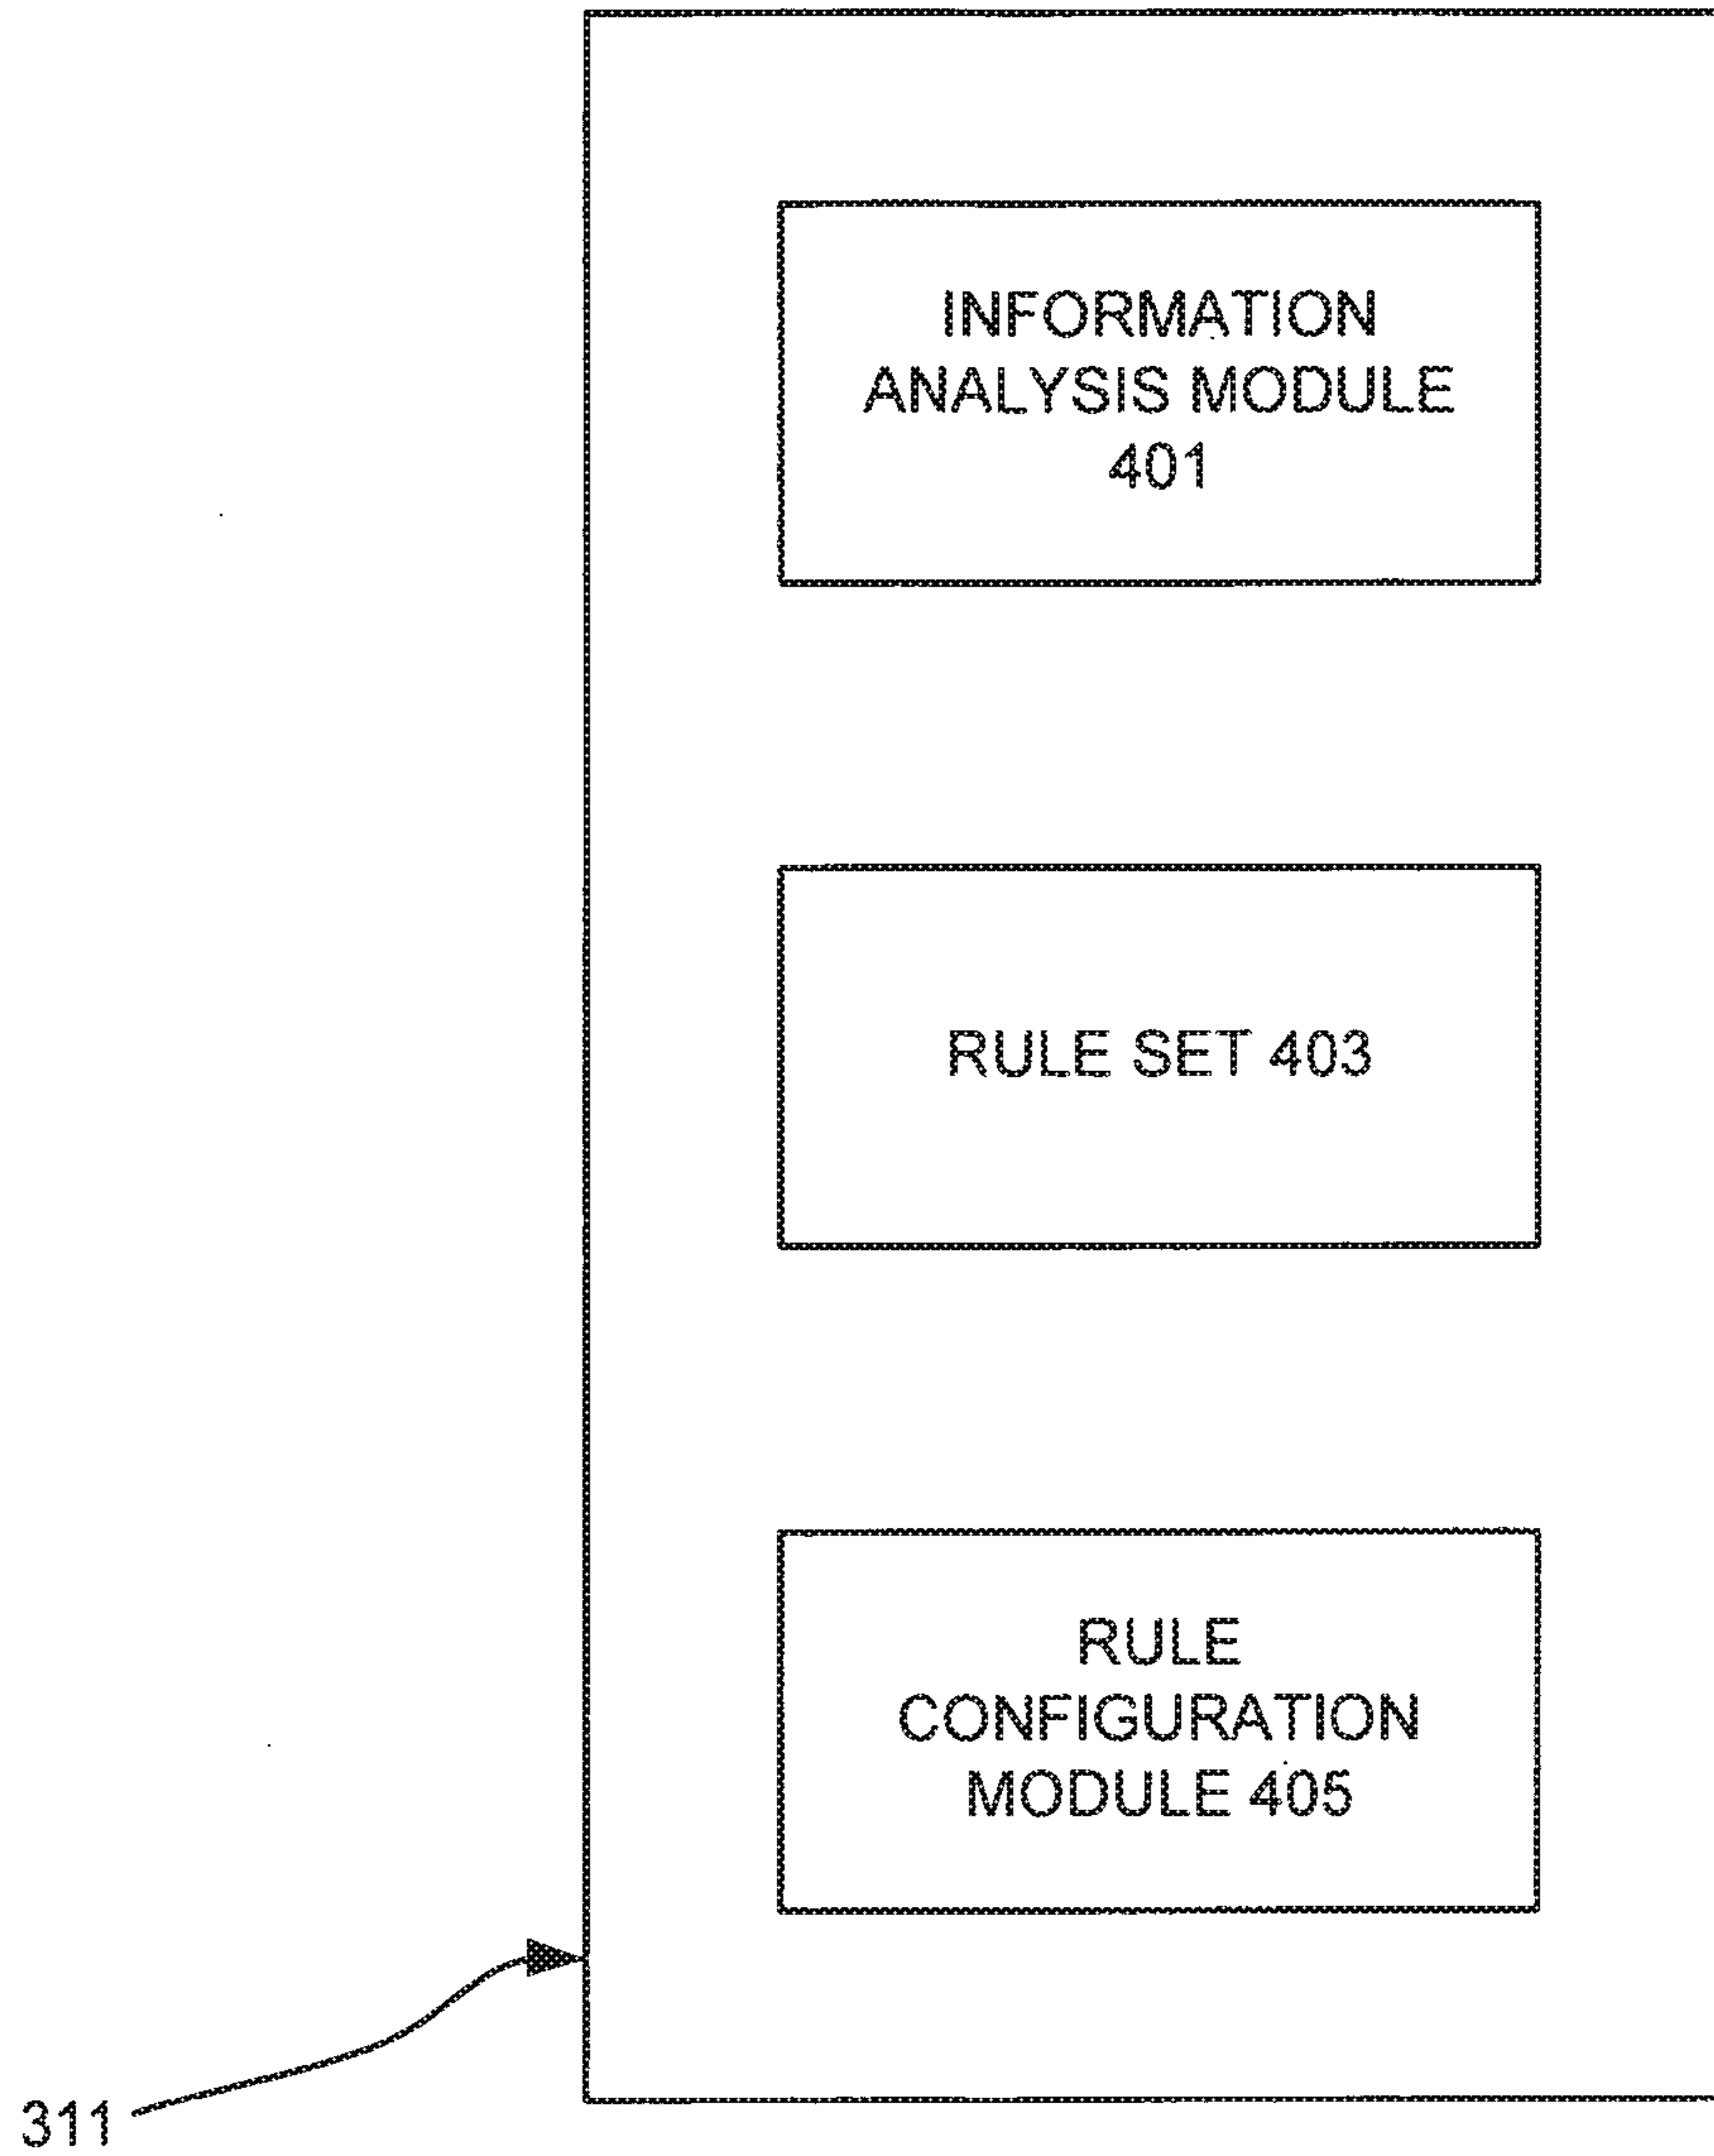 INFORMATION
ANALYSIS MODULE
401
RULE SET 403
RULE
CONFIGURATION
MODULE 405
311